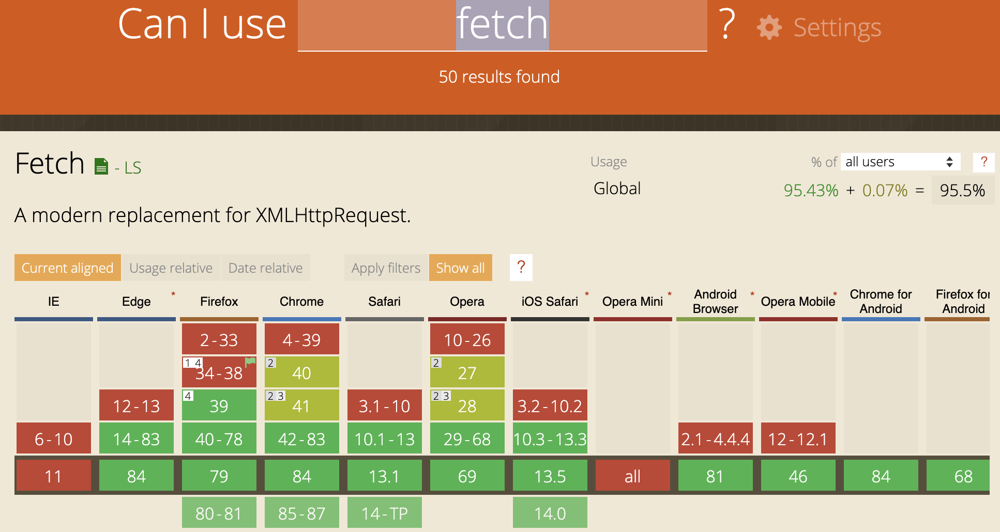 Can I use fetch ? Settings
50 results found
Fetch - LS
Usage % of all users ?
Global 95.43% + 0.07% = 95.5%
A modern replacement for XMLHttpRequest.
Current aligned Usage relative Date relative Apply filters Show all ?
IE Edge * Firefox Chrome Safari Opera iOS Safari * Opera Mini * Android Browser * Opera Mobile * Chrome for Android Firefox for Android
2-33 4-39 10-26
1 4 34-38 2 40 2 27
12-13 4 39 2 3 41 3.1-10 2 3 28 3.2-10.2
6-10 14-83 40-78 42-83 10.1-13 29-68 10.3-13.3 2.1-4.4.4 12-12.1
11 84 79 84 13.1 69 13.5 all 81 46 84 68
80-81 85-87 14-TP 14.0